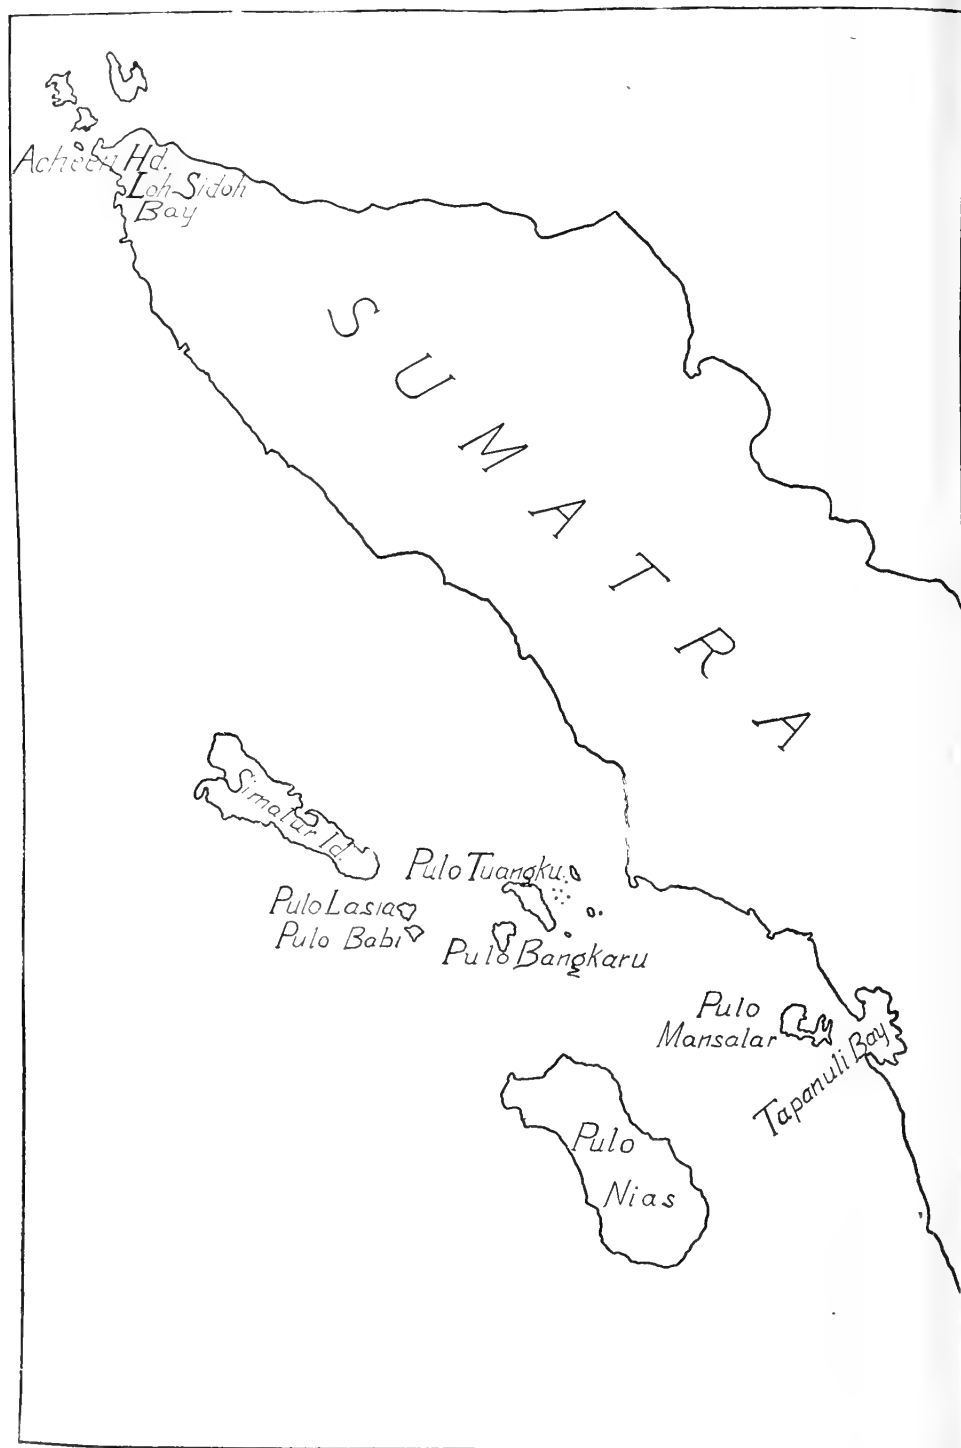 Acheen Hd.
Loh-Sidoh
Bay
SUMATRA
Simalur Id.
Pulo Tuangku
Pulo Lasia
Pulo Babi
Pulo Bangkaru
Pulo
Mansalar
Tapanuli Bay
Pulo
Nias